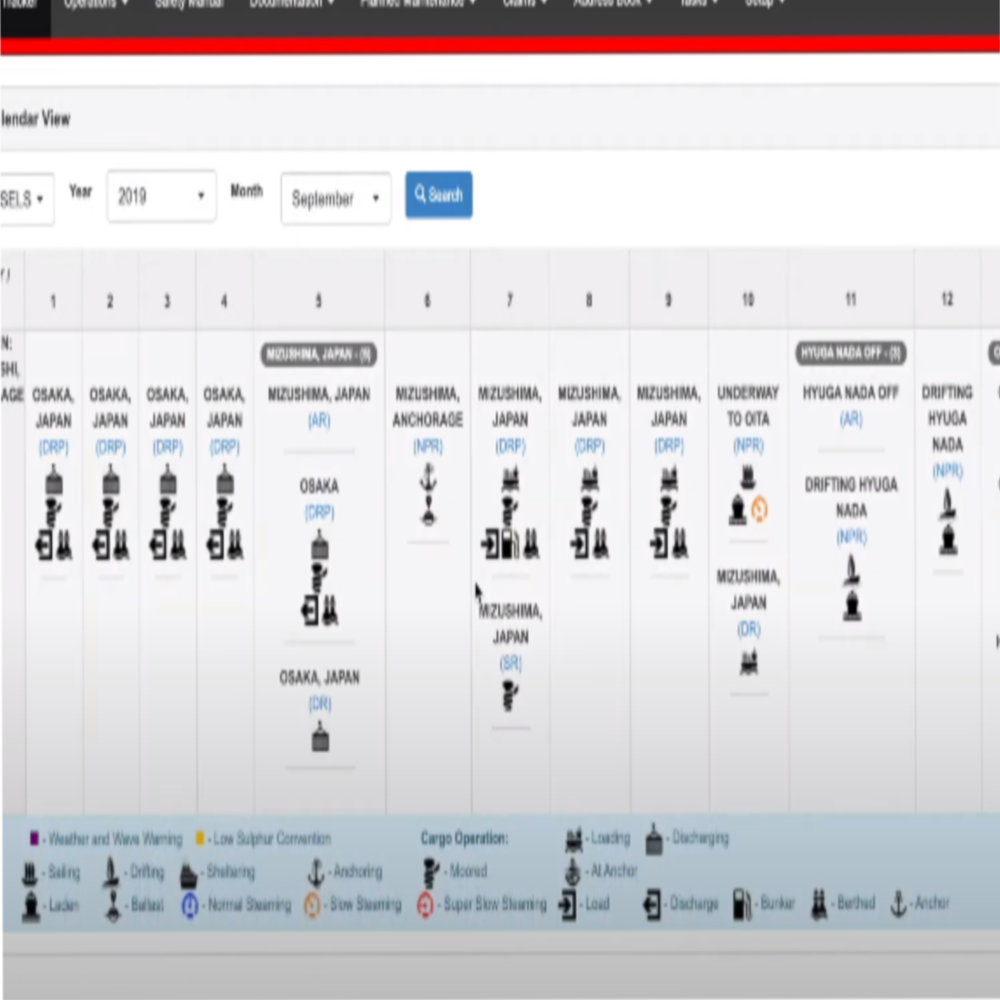 Tracker Operations Safety Manual Documentation Planned Maintenance Claims Address Book Tasks Setup
lendar View
SELS Year 2019 Month September Search
Y /
1 2 3 4 5 6 7 8 9 10 11 12
N:
SHI,
AGE
OSAKA,
JAPAN
(DRP)
OSAKA,
JAPAN
(DRP)
OSAKA,
JAPAN
(DRP)
OSAKA,
JAPAN
(DRP)
MIZUSHIMA, JAPAN - (5)
MIZUSHIMA, JAPAN
(AR)
OSAKA
(DRP)
OSAKA, JAPAN
(DR)
MIZUSHIMA,
ANCHORAGE
(NPR)
MIZUSHIMA,
JAPAN
(DRP)
MIZUSHIMA,
JAPAN
(SR)
MIZUSHIMA,
JAPAN
(DRP)
MIZUSHIMA,
JAPAN
(DRP)
UNDERWAY
TO OITA
(NPR)
MIZUSHIMA,
JAPAN
(DR)
HYUGA NADA OFF - (3)
HYUGA NADA OFF
(AR)
DRIFTING HYUGA
NADA
(NPR)
DRIFTING
HYUGA
NADA
(NPR)
- Weather and Wave Warning - Low Sulphur Convention Cargo Operation: - Loading - Discharging
- Sailing - Drifting - Sheltering - Anchoring - Moored - At Anchor
- Laden - Ballast - Normal Steaming - Slow Steaming - Super Slow Steaming - Load - Discharge - Bunker - Berthed - Anchor